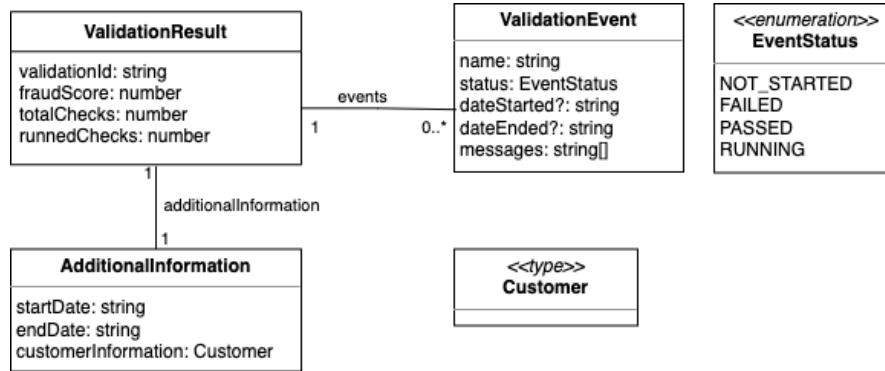 ValidationResult
validationId: string
fraudScore: number
totalChecks: number
runnedChecks: number
events
1
0..*
ValidationEvent
name: string
status: EventStatus
dateStarted?: string
dateEnded?: string
messages: string[]
<<enumeration>>
EventStatus
NOT_STARTED
FAILED
PASSED
RUNNING
1
additionalInformation
1
AdditionalInformation
startDate: string
endDate: string
customerInformation: Customer
<<type>>
Customer